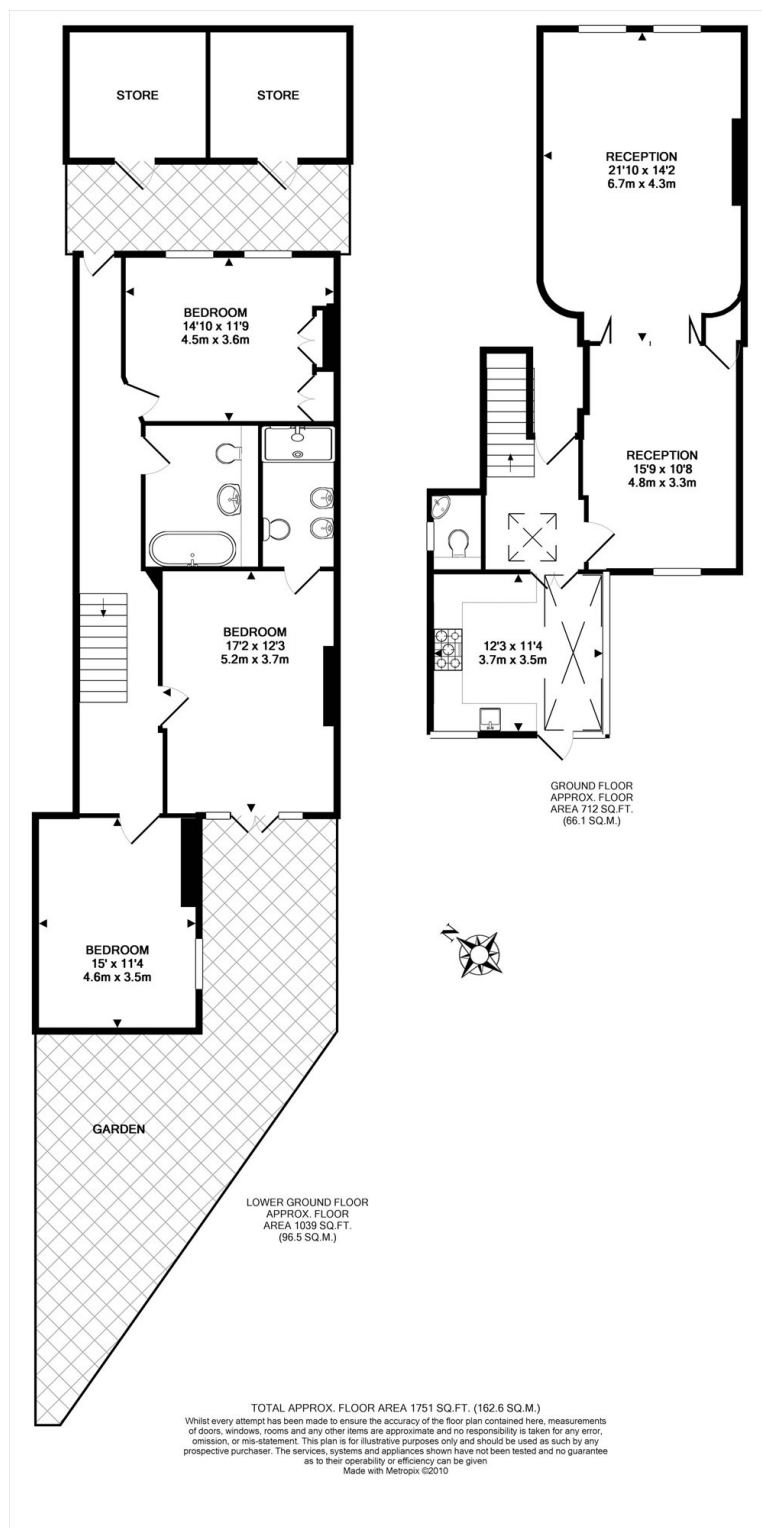 STORE
STORE
BEDROOM
14'10 x 11'9
4.5m x 3.6m
BEDROOM
17'2 x 12'3
5.2m x 3.7m
BEDROOM
15' x 11'4
4.6m x 3.5m
GARDEN
LOWER GROUND FLOOR
APPROX. FLOOR
AREA 1039 SQ.FT.
(96.5 SQ.M.)
RECEPTION
21'10 x 14'2
6.7m x 4.3m
RECEPTION
15'9 x 10'8
4.8m x 3.3m
12'3 x 11'4
3.7m x 3.5m
GROUND FLOOR
APPROX. FLOOR
AREA 712 SQ.FT.
(66.1 SQ.M.)
N
TOTAL APPROX. FLOOR AREA 1751 SQ.FT. (162.6 SQ.M.)
Whilst every attempt has been made to ensure the accuracy of the floor plan contained here, measurements
of doors, windows, rooms and any other items are approximate and no responsibility is taken for any error,
omission, or mis-statement. This plan is for illustrative purposes only and should be used as such by any
prospective purchaser. The services, systems and appliances shown have not been tested and no guarantee
as to their operability or efficiency can be given
Made with Metropix ©2010